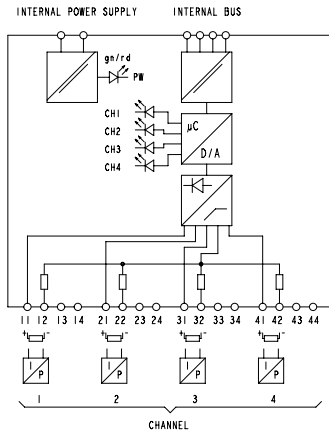 INTERNAL POWER SUPPLY INTERNAL BUS
gn/rd
PW
CH1
CH2
CH3
CH4
µC
D/A
11 12 13 14 21 22 23 24 31 32 33 34 41 42 43 44
+ - + - + - + -
I P I P I P I P
1 2 3 4
CHANNEL